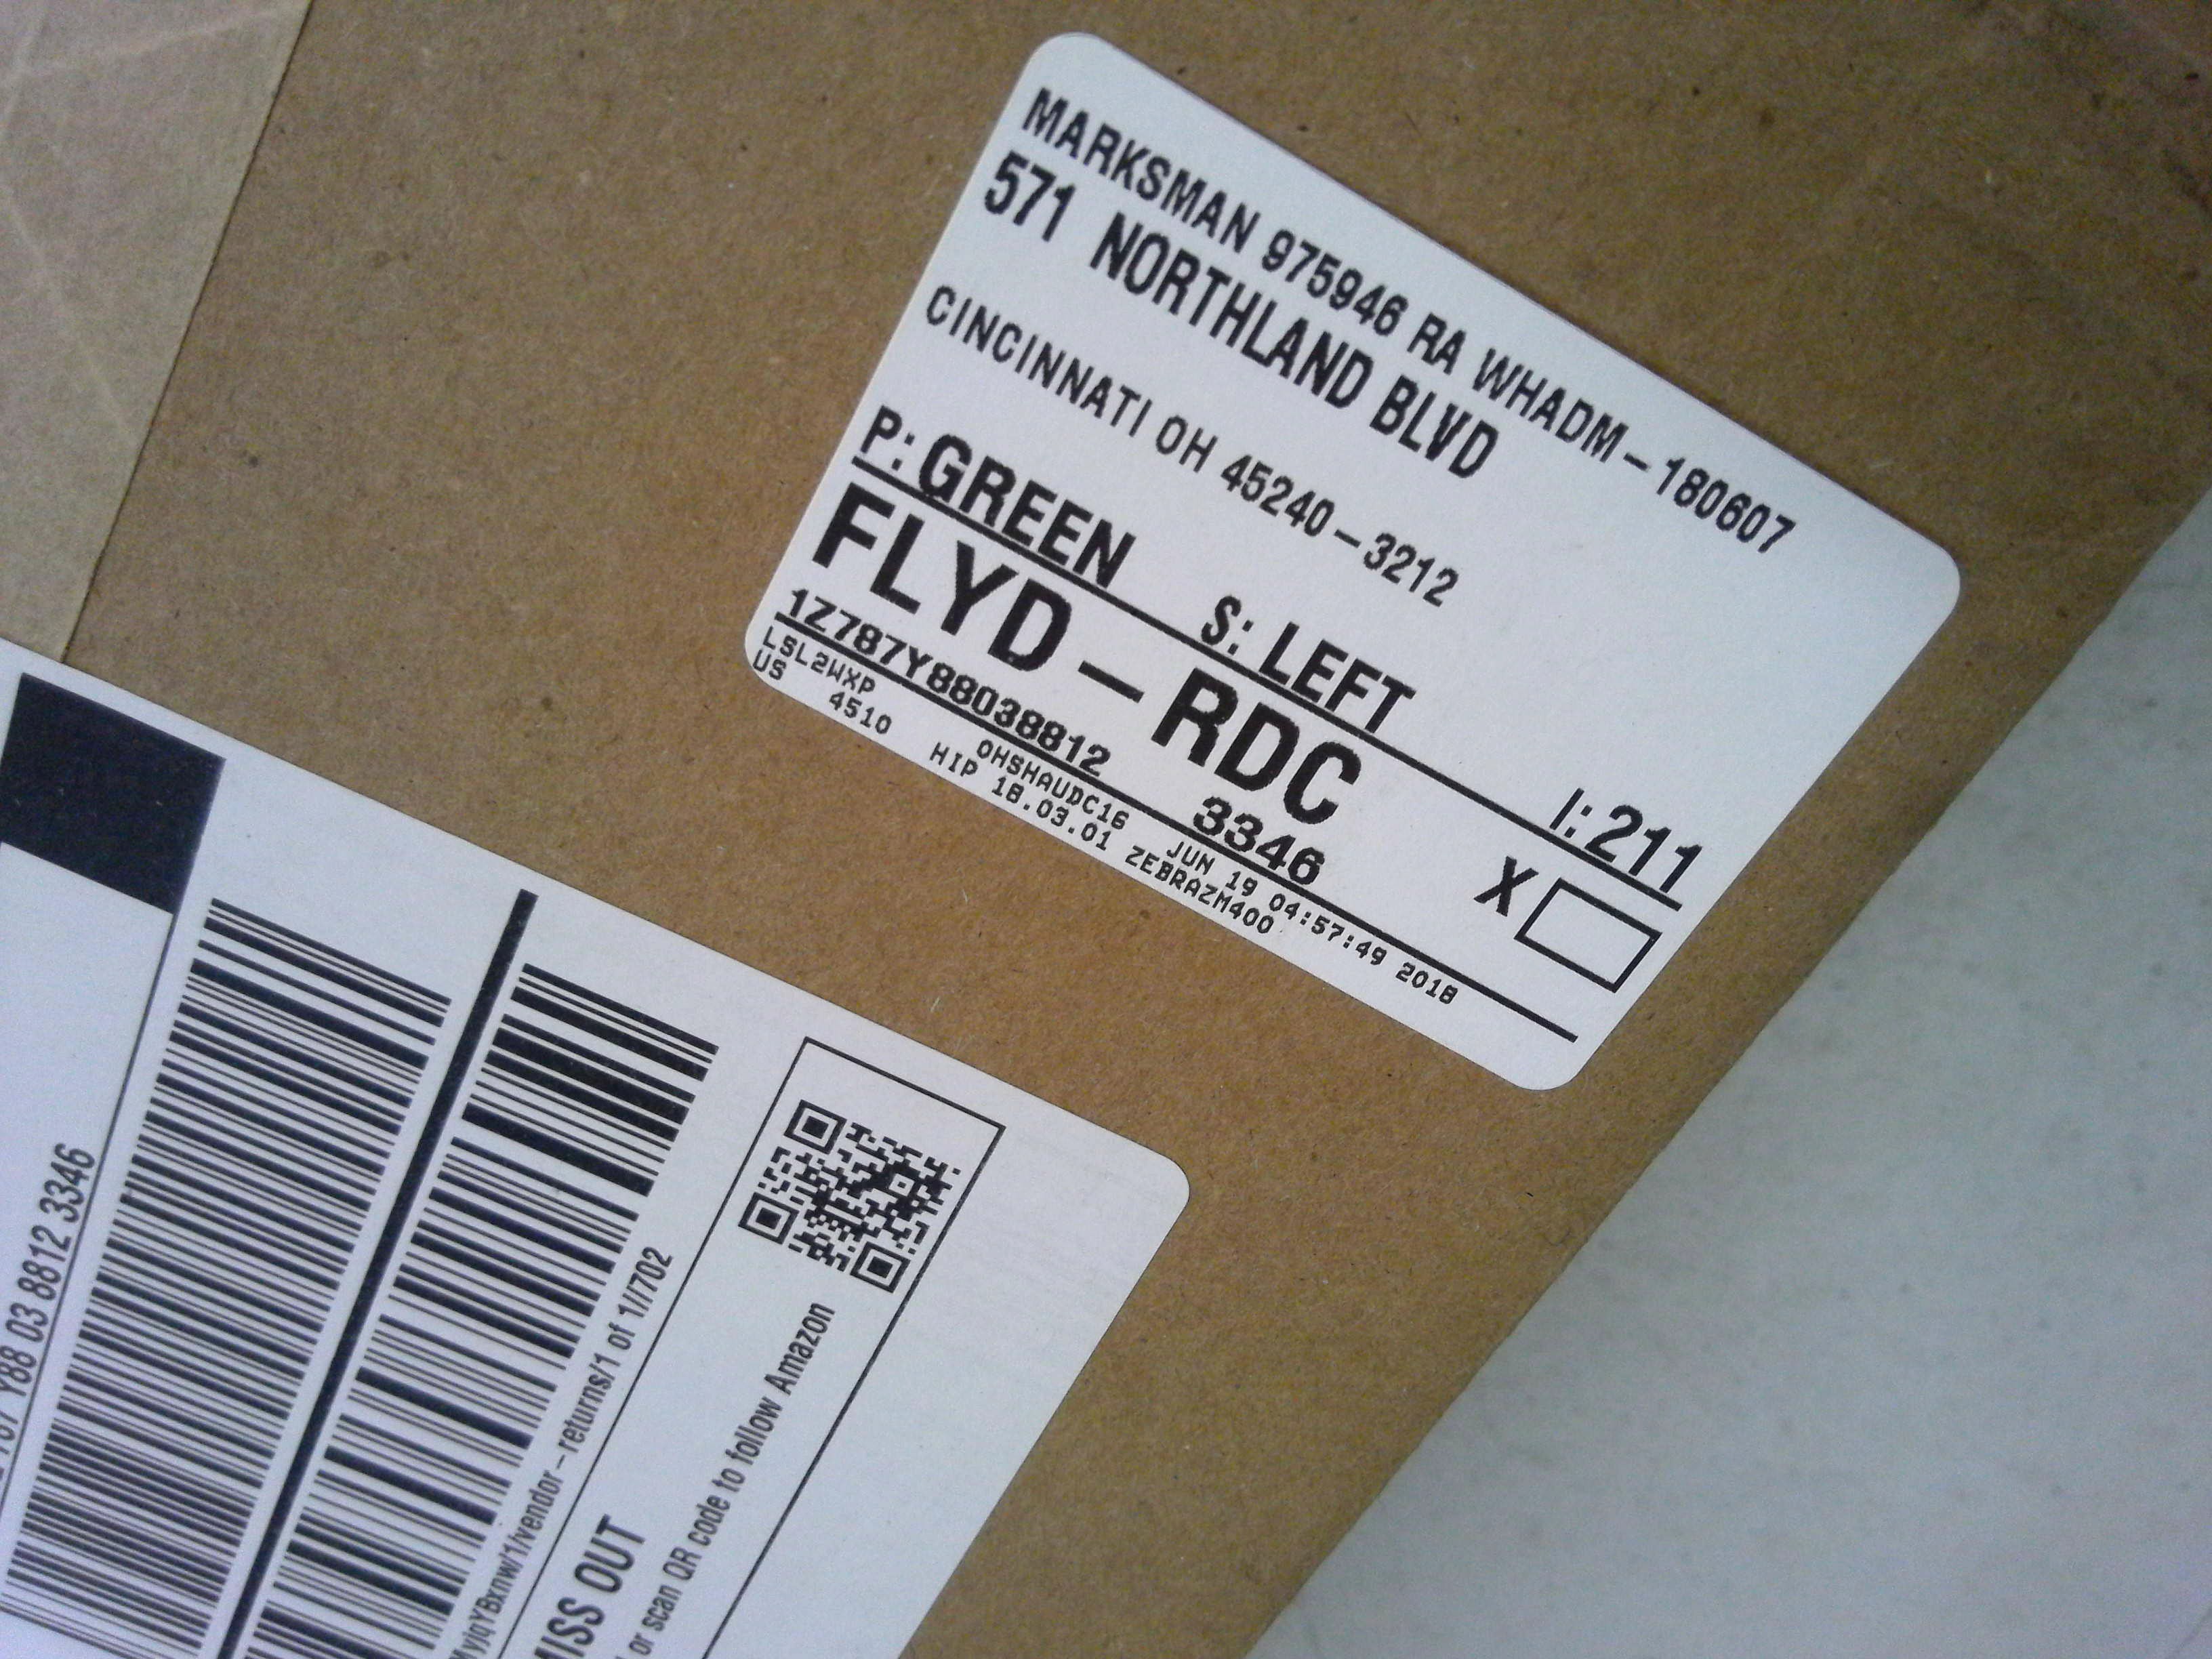 MARKSMAN 975946 RA WHADM-180607
571 NORTHLAND BLVD
CINCINNATI OH 45240-3212
P: GREEN S: LEFT I: 211
FLYD-RDC X
1Z787Y88038812 3346
LSL2WXP OHSHAUDC16 JUN 19 04:57:49 2018
US 4510 HIP 18.03.01 ZEBRAZM400
Y88 03 8812 3346
/1/vendor-returns/1 of 1/702
OUT
or scan QR code to follow Amazon